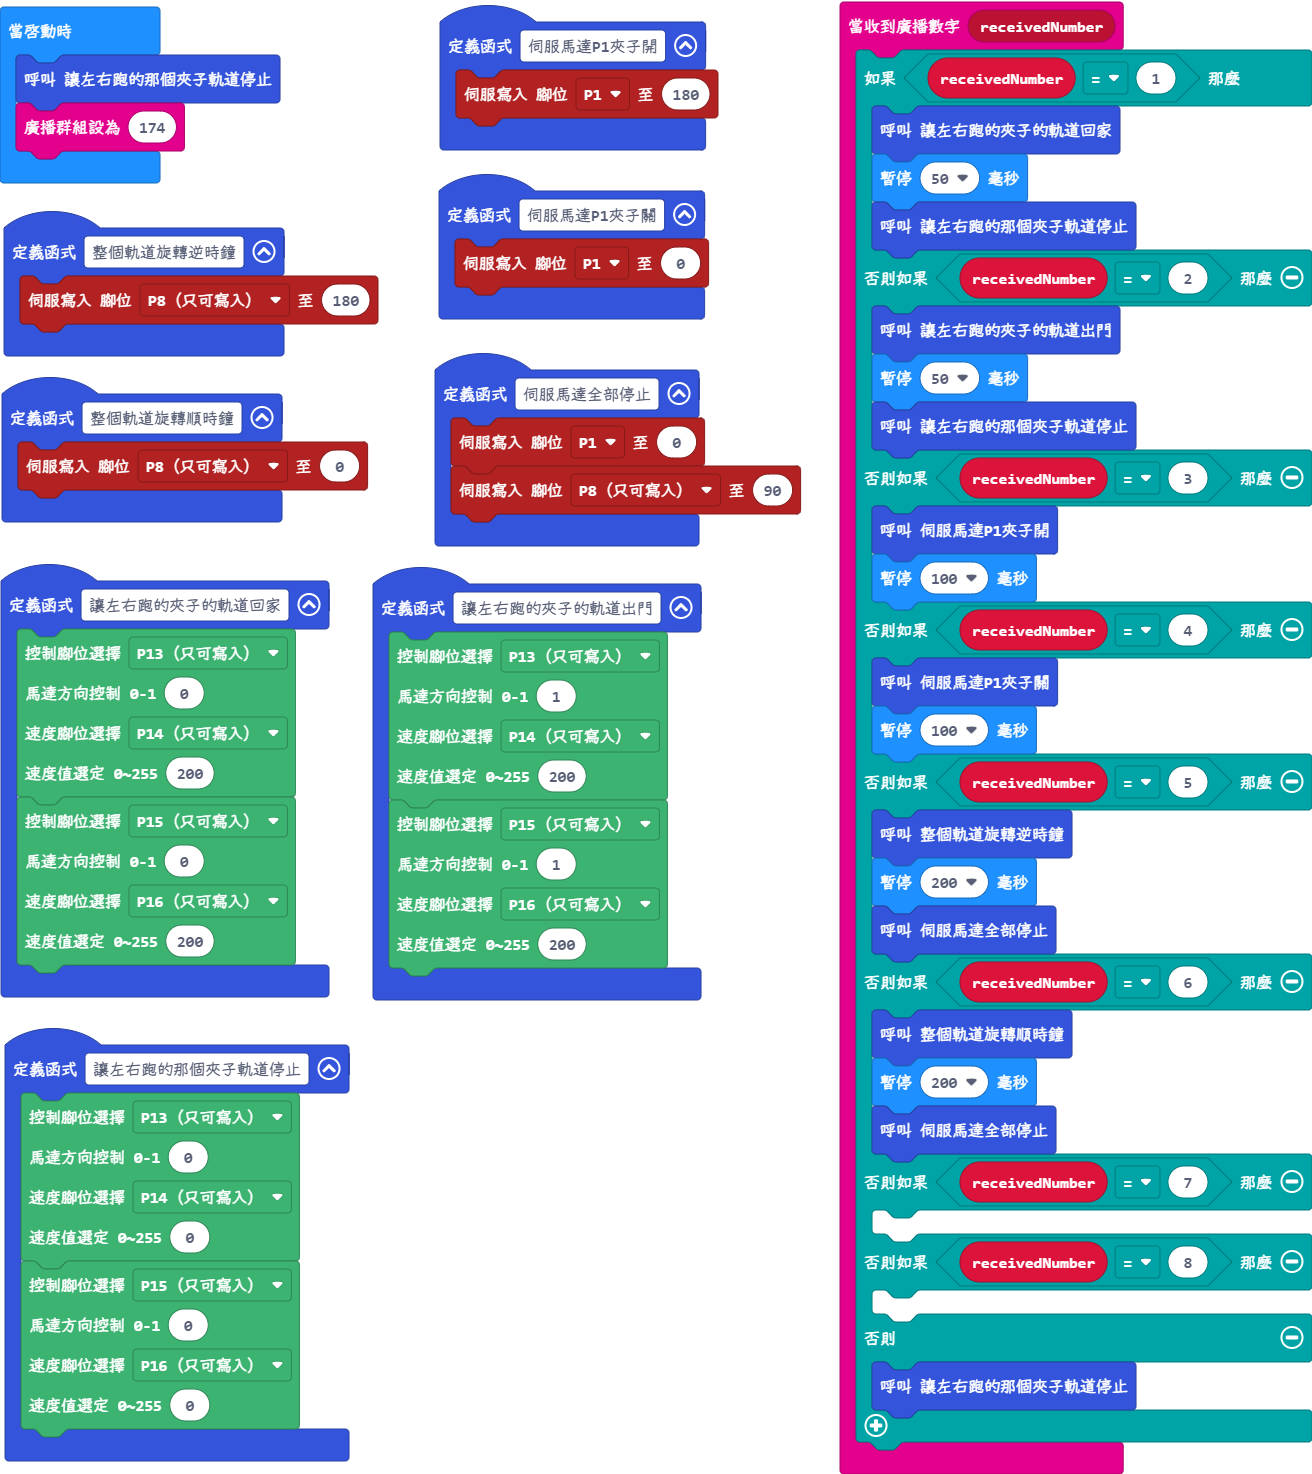 當啓動時
呼叫 讓左右跑的那個夾子軌道停止
廣播群組設為 174
定義函式 整個軌道旋轉逆時鐘
伺服寫入 腳位 P8（只可寫入） 至 180
定義函式 整個軌道旋轉順時鐘
伺服寫入 腳位 P8（只可寫入） 至 0
定義函式 伺服馬達P1夾子開
伺服寫入 腳位 P1 至 180
定義函式 伺服馬達P1夾子關
伺服寫入 腳位 P1 至 0
定義函式 伺服馬達全部停止
伺服寫入 腳位 P1 至 0
伺服寫入 腳位 P8（只可寫入） 至 90
定義函式 讓左右跑的夾子的軌道回家
控制腳位選擇 P13（只可寫入）
馬達方向控制 0-1 0
速度腳位選擇 P14（只可寫入）
速度值選定 0~255 200
控制腳位選擇 P15（只可寫入）
馬達方向控制 0-1 0
速度腳位選擇 P16（只可寫入）
速度值選定 0~255 200
定義函式 讓左右跑的夾子的軌道出門
控制腳位選擇 P13（只可寫入）
馬達方向控制 0-1 1
速度腳位選擇 P14（只可寫入）
速度值選定 0~255 200
控制腳位選擇 P15（只可寫入）
馬達方向控制 0-1 1
速度腳位選擇 P16（只可寫入）
速度值選定 0~255 200
定義函式 讓左右跑的那個夾子軌道停止
控制腳位選擇 P13（只可寫入）
馬達方向控制 0-1 0
速度腳位選擇 P14（只可寫入）
速度值選定 0~255 0
控制腳位選擇 P15（只可寫入）
馬達方向控制 0-1 0
速度腳位選擇 P16（只可寫入）
速度值選定 0~255 0
當收到廣播數字 receivedNumber
如果 receivedNumber = 1 那麼
呼叫 讓左右跑的夾子的軌道回家
暫停 50 毫秒
呼叫 讓左右跑的那個夾子軌道停止
否則如果 receivedNumber = 2 那麼
呼叫 讓左右跑的夾子的軌道出門
暫停 50 毫秒
呼叫 讓左右跑的那個夾子軌道停止
否則如果 receivedNumber = 3 那麼
呼叫 伺服馬達P1夾子開
暫停 100 毫秒
否則如果 receivedNumber = 4 那麼
呼叫 伺服馬達P1夾子關
暫停 100 毫秒
否則如果 receivedNumber = 5 那麼
呼叫 整個軌道旋轉逆時鐘
暫停 200 毫秒
呼叫 伺服馬達全部停止
否則如果 receivedNumber = 6 那麼
呼叫 整個軌道旋轉順時鐘
暫停 200 毫秒
呼叫 伺服馬達全部停止
否則如果 receivedNumber = 7 那麼
否則如果 receivedNumber = 8 那麼
否則
呼叫 讓左右跑的那個夾子軌道停止